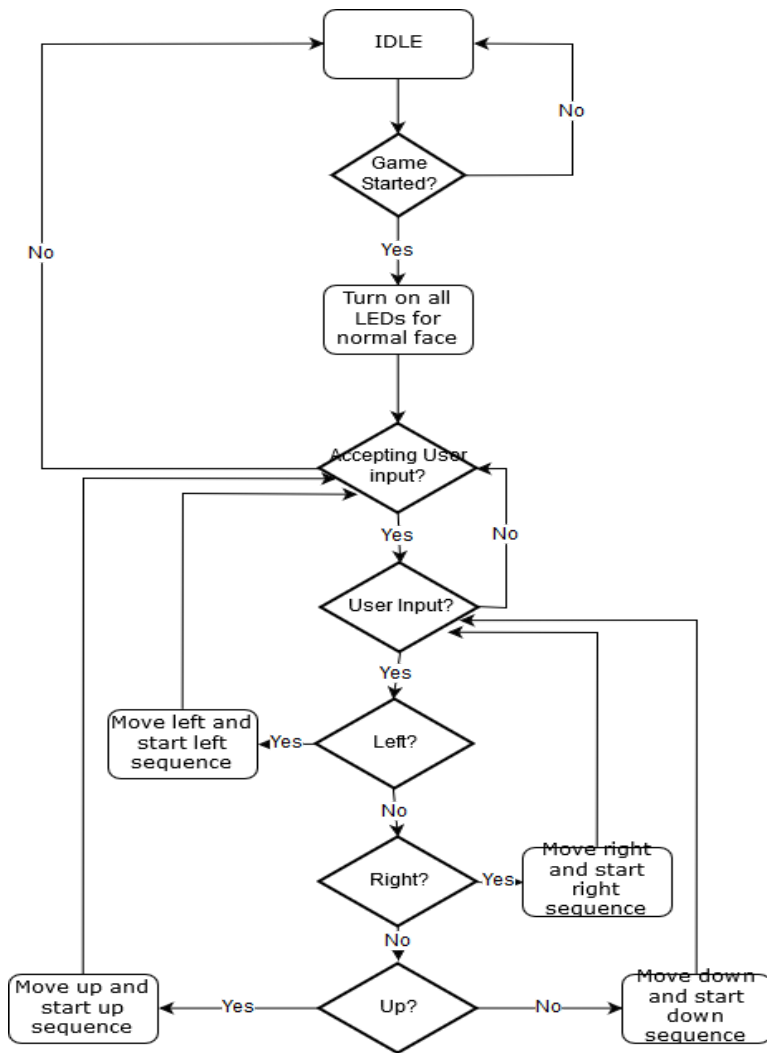 IDLE
No
Game
Started?
No
Yes
Turn on all
LEDs for
normal face
Accepting User
input?
Yes
No
User Input?
Yes
Move left and
start left
sequence
Yes
Left?
No
Right?
Yes
Move right
and start
right
sequence
No
Move up and
start up
sequence
Yes
Up?
No
Move down
and start
down
sequence